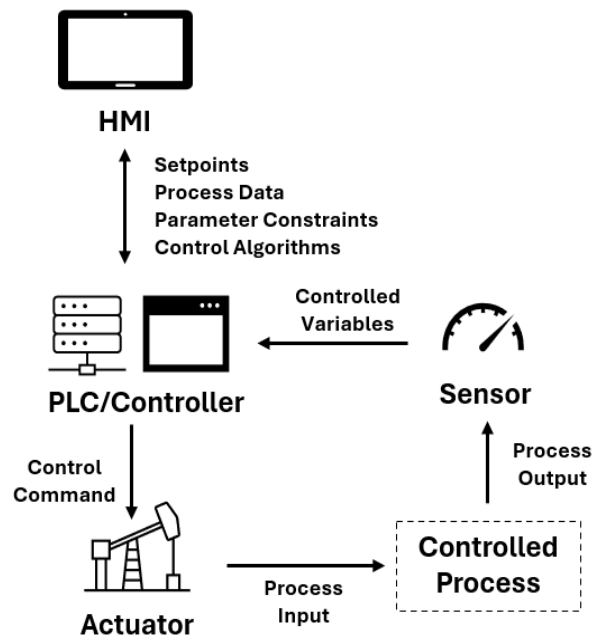 HMI
Setpoints
Process Data
Parameter Constraints
Control Algorithms
Controlled
Variables
PLC/Controller
Sensor
Control
Command
Process
Output
Controlled
Process
Process
Input
Actuator